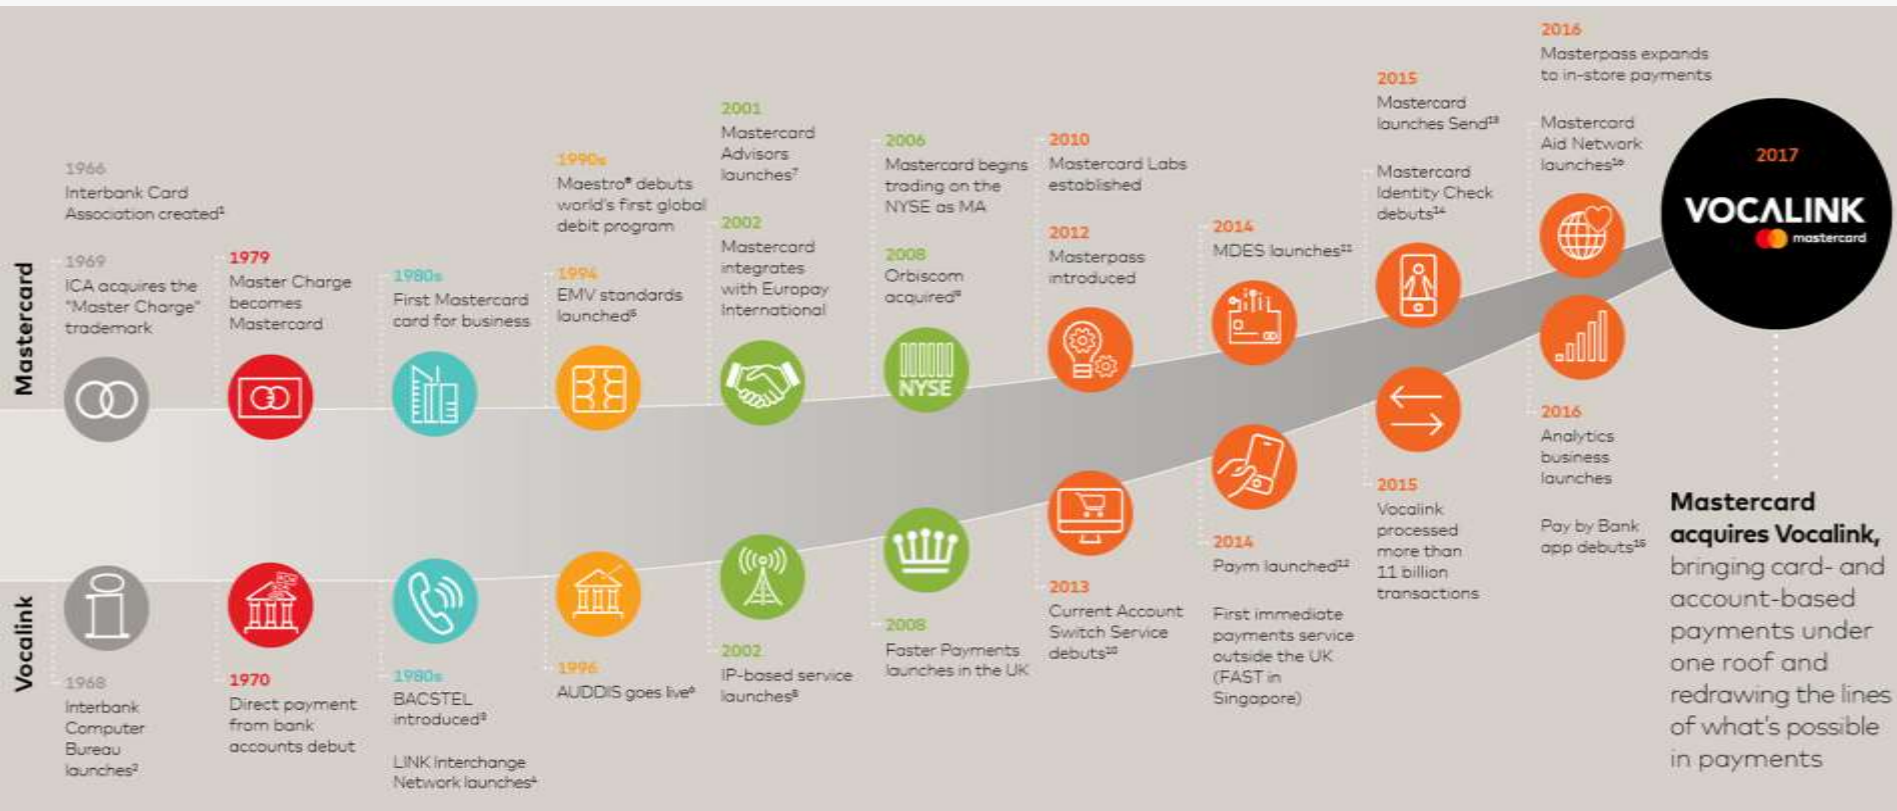 Mastercard
1966
Interbank Card
Association created¹
1969
ICA acquires the
"Master Charge"
trademark
1979
Master Charge
becomes
Mastercard
1980s
First Mastercard
card for business
1990s
Maestro® debuts
world's first global
debit program
1994
EMV standards
launched⁵
2001
Mastercard
Advisors
launches⁷
2002
Mastercard
integrates
with Europay
International
2006
Mastercard begins
trading on the
NYSE as MA
2008
Orbiscom
acquired⁹
NYSE
2010
Mastercard Labs
established
2012
Masterpass
introduced
2014
MDES launches¹¹
2015
Mastercard
launches Send¹³
Mastercard
Identity Check
debuts¹⁴
2016
Masterpass expands
to in-store payments
Mastercard
Aid Network
launches¹⁶
2017
VOCALINK
mastercard
Vocalink
1968
Interbank
Computer
Bureau
launches²
1970
Direct payment
from bank
accounts debut
1980s
BACSTEL
introduced³
LINK Interchange
Network launches⁴
1996
AUDDIS goes live⁶
2002
IP-based service
launches⁸
2008
Faster Payments
launches in the UK
2013
Current Account
Switch Service
debuts¹⁰
2014
Paym launched¹²
First immediate
payments service
outside the UK
(FAST in
Singapore)
2015
Vocalink
processed
more than
11 billion
transactions
2016
Analytics
business
launches
Pay by Bank
app debuts¹⁵
Mastercard
acquires Vocalink,
bringing card- and
account-based
payments under
one roof and
redrawing the lines
of what's possible
in payments